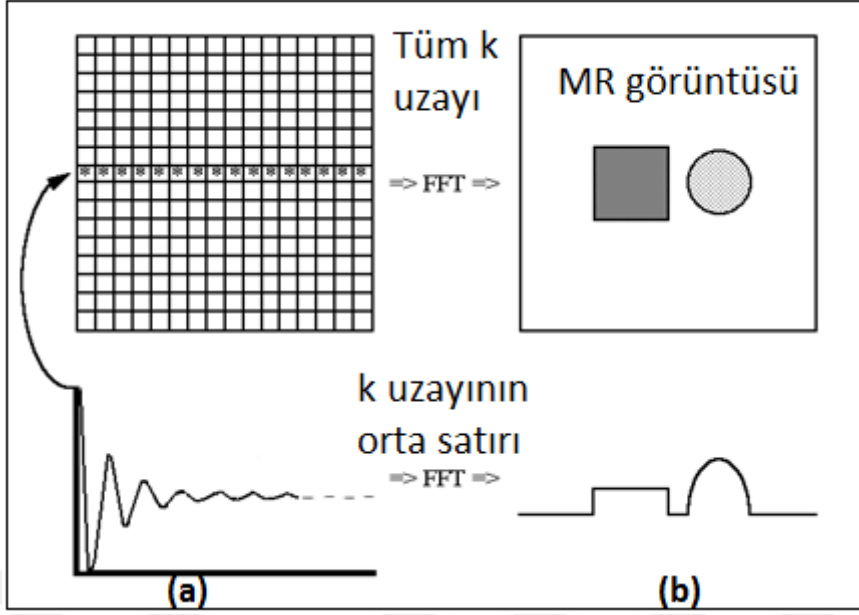 Tüm k
uzayı
MR görüntüsü
=> FFT =>
k uzayının
orta satırı
=> FFT =>
(a)
(b)